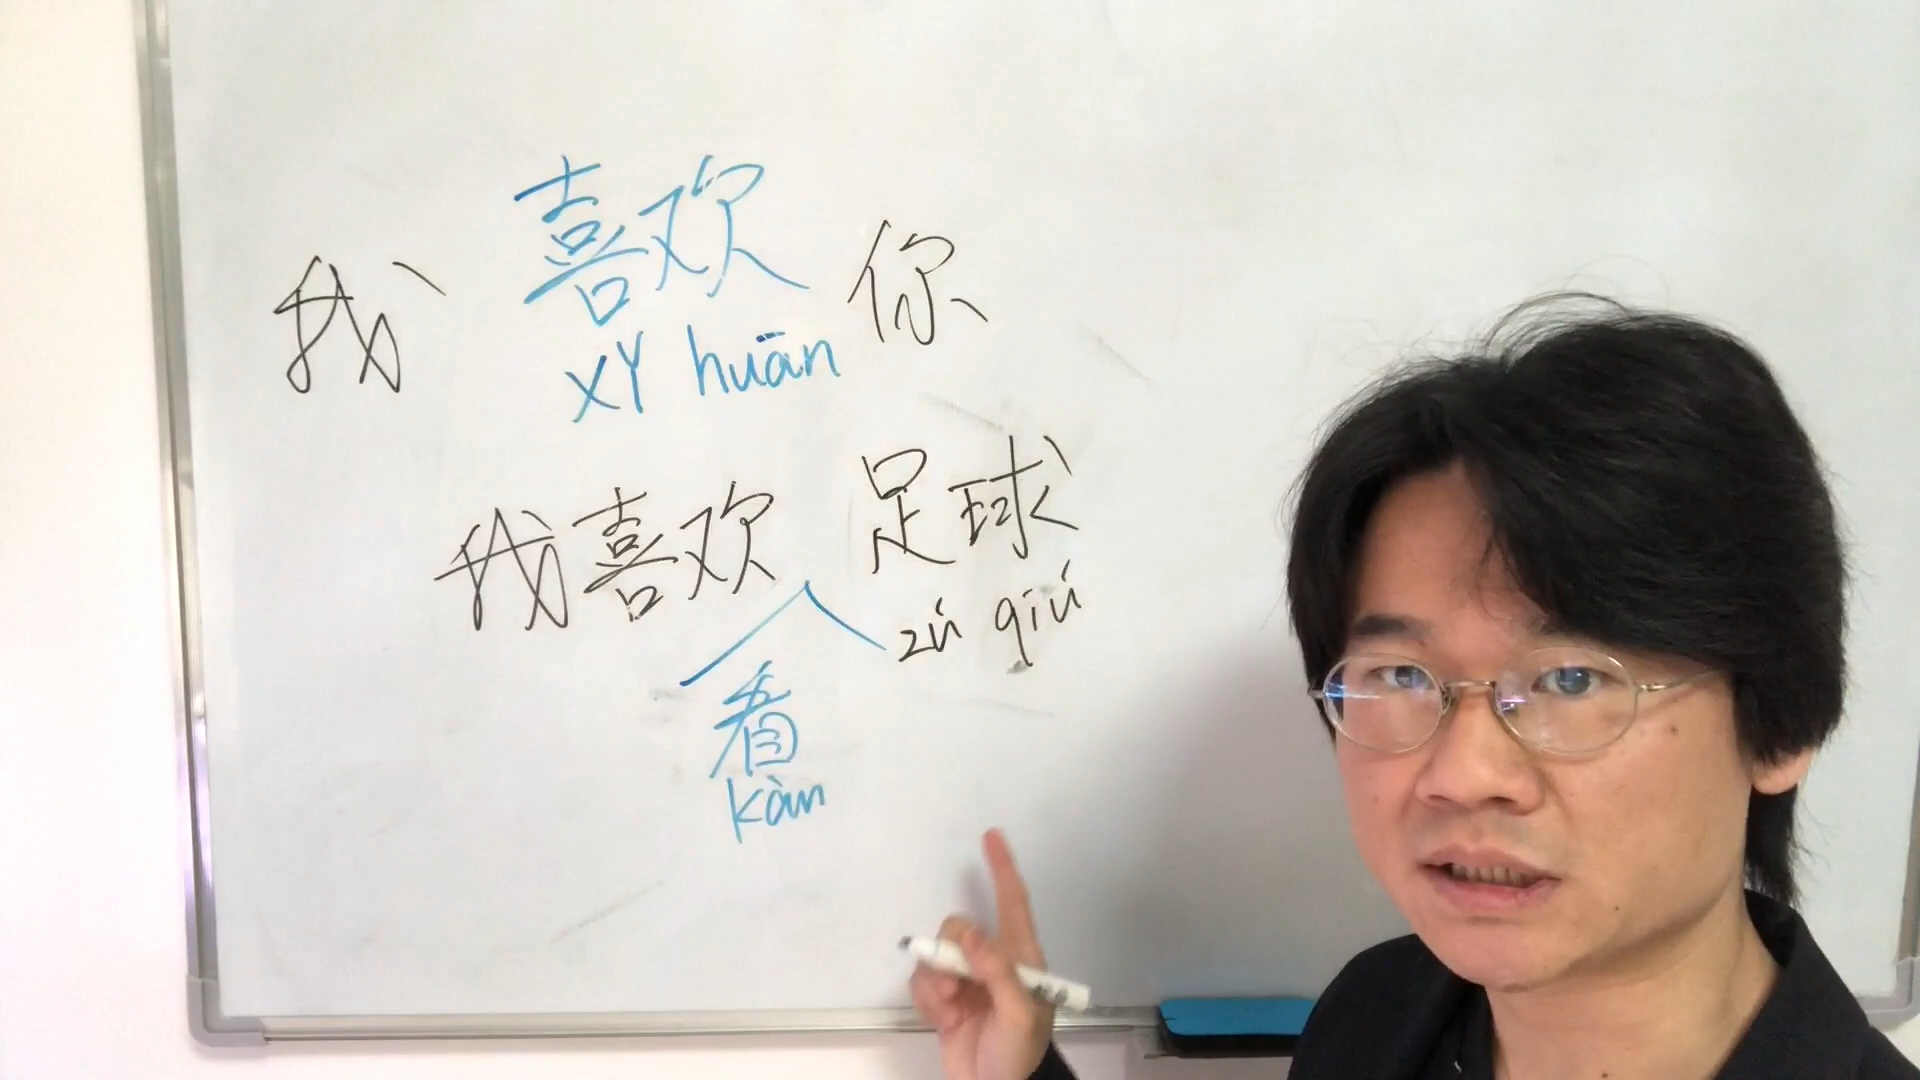 我 喜欢 你
xǐ huān
我喜欢 足球
zú qiú
看
kàn